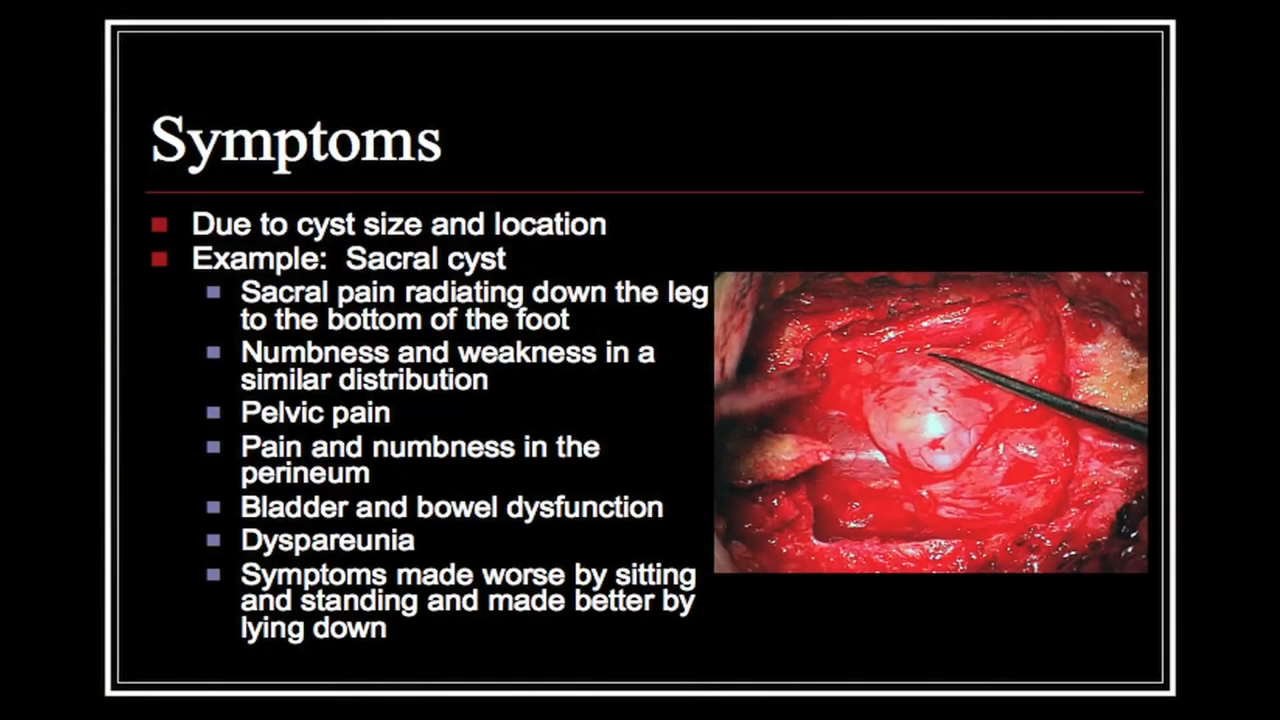 Symptoms
Due to cyst size and location
Example: Sacral cyst
Sacral pain radiating down the leg
to the bottom of the foot
Numbness and weakness in a
similar distribution
Pelvic pain
Pain and numbness in the
perineum
Bladder and bowel dysfunction
Dyspareunia
Symptoms made worse by sitting
and standing and made better by
lying down